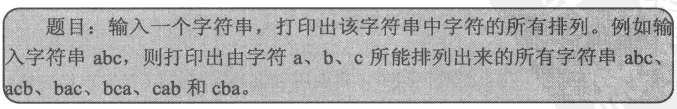 题目：输入一个字符串，打印出该字符串中字符的所有排列。例如输
入字符串 abc，则打印出由字符 a、b、c 所能排列出来的所有字符串 abc、
acb、bac、bca、cab 和 cba。